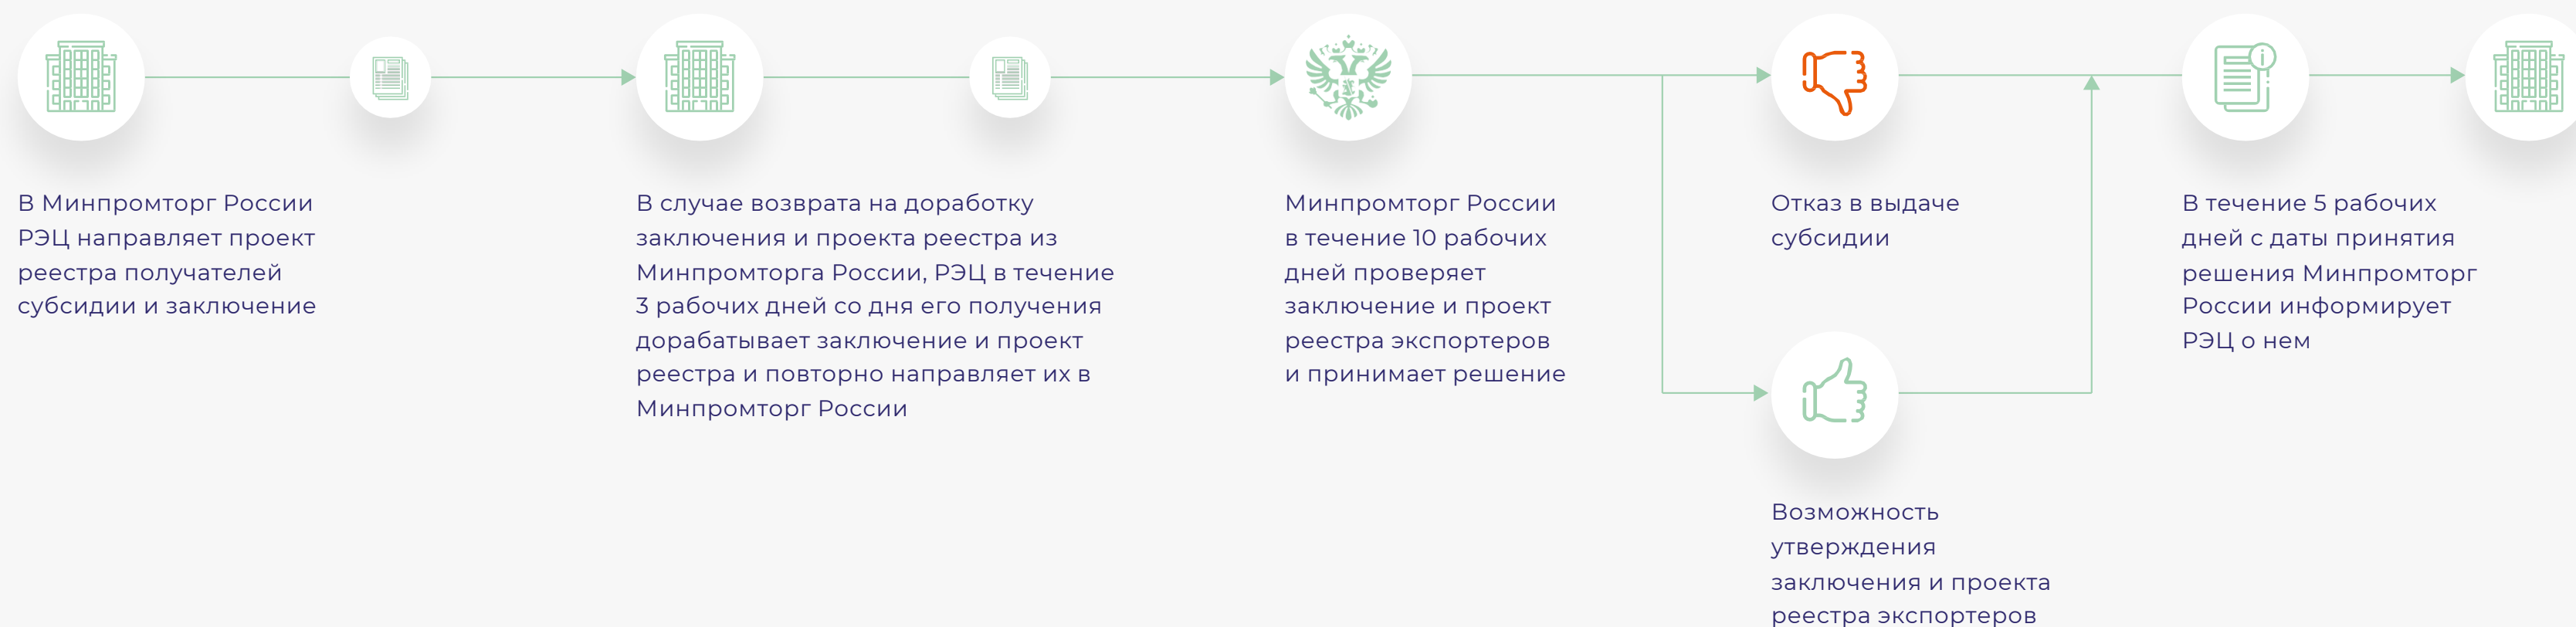 В Минпромторг России
РЭЦ направляет проект
реестра получателей
субсидии и заключение
В случае возврата на доработку
заключения и проекта реестра из
Минпромторга России, РЭЦ в течение
3 рабочих дней со дня его получения
дорабатывает заключение и проект
реестра и повторно направляет их в
Минпромторг России
Минпромторг России
в течение 10 рабочих
дней проверяет
заключение и проект
реестра экспортеров
и принимает решение
Отказ в выдаче
субсидии
Возможность
утверждения
заключения и проекта
реестра экспортеров
В течение 5 рабочих
дней с даты принятия
решения Минпромторг
России информирует
РЭЦ о нем